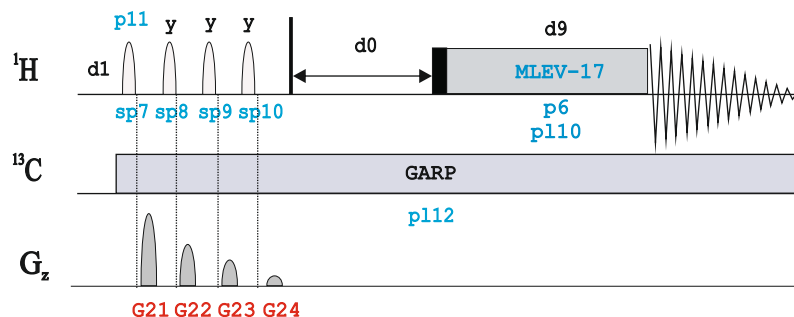 p11 y y y d0 d9
¹H d1 MLEV-17
sp7 sp8 sp9 sp10 p6
pl10
¹³C GARP
pl12
Gz
G21 G22 G23 G24